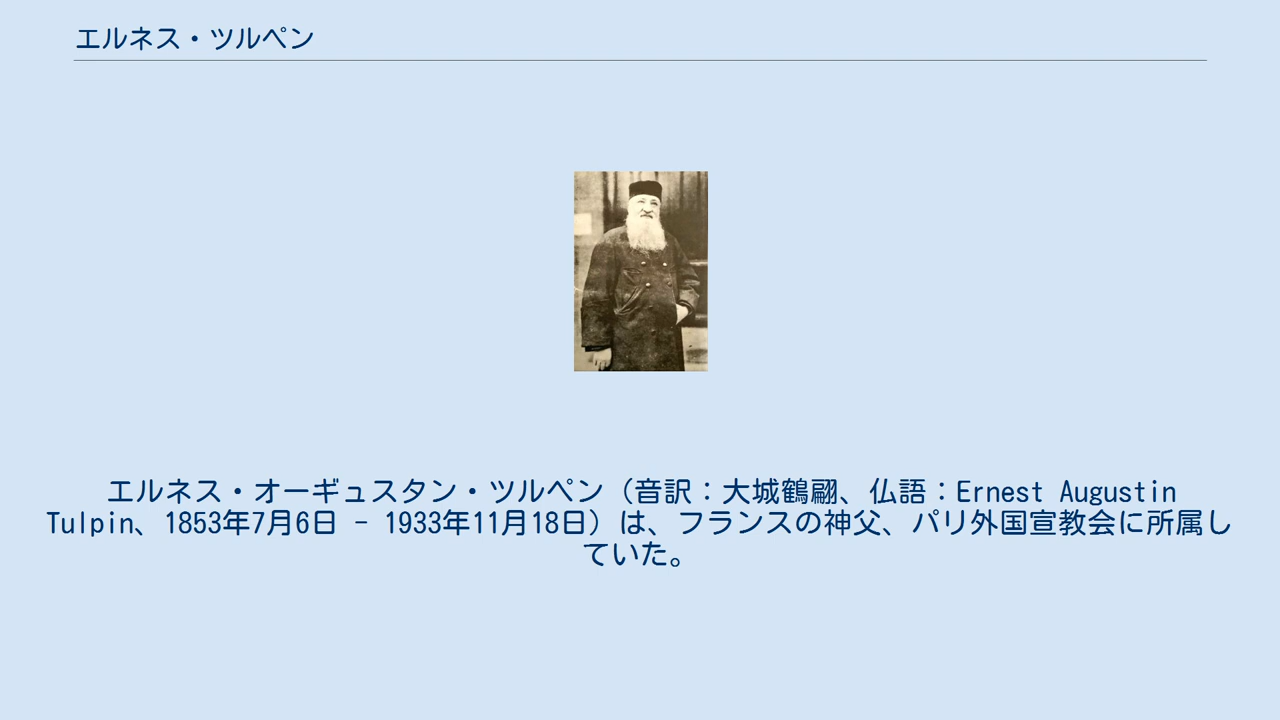 エルネス・ツルペン
エルネス・オーギュスタン・ツルペン（音訳：大城鶴翮、仏語：Ernest Augustin
Tulpin、1853年7月6日 - 1933年11月18日）は、フランスの神父、パリ外国宣教会に所属し
ていた。